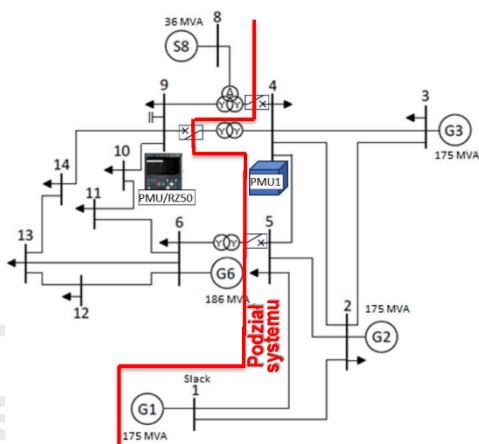 36 MVA
8
S8
A
9
4
3
Y Y
G3
175 MVA
Y Y
10
14
PMU1
11
PMU/RZ50
6
5
13
Y Y
G6
12
186 MVA
2
175 MVA
G2
Podział
systemu
Slack
1
G1
175 MVA